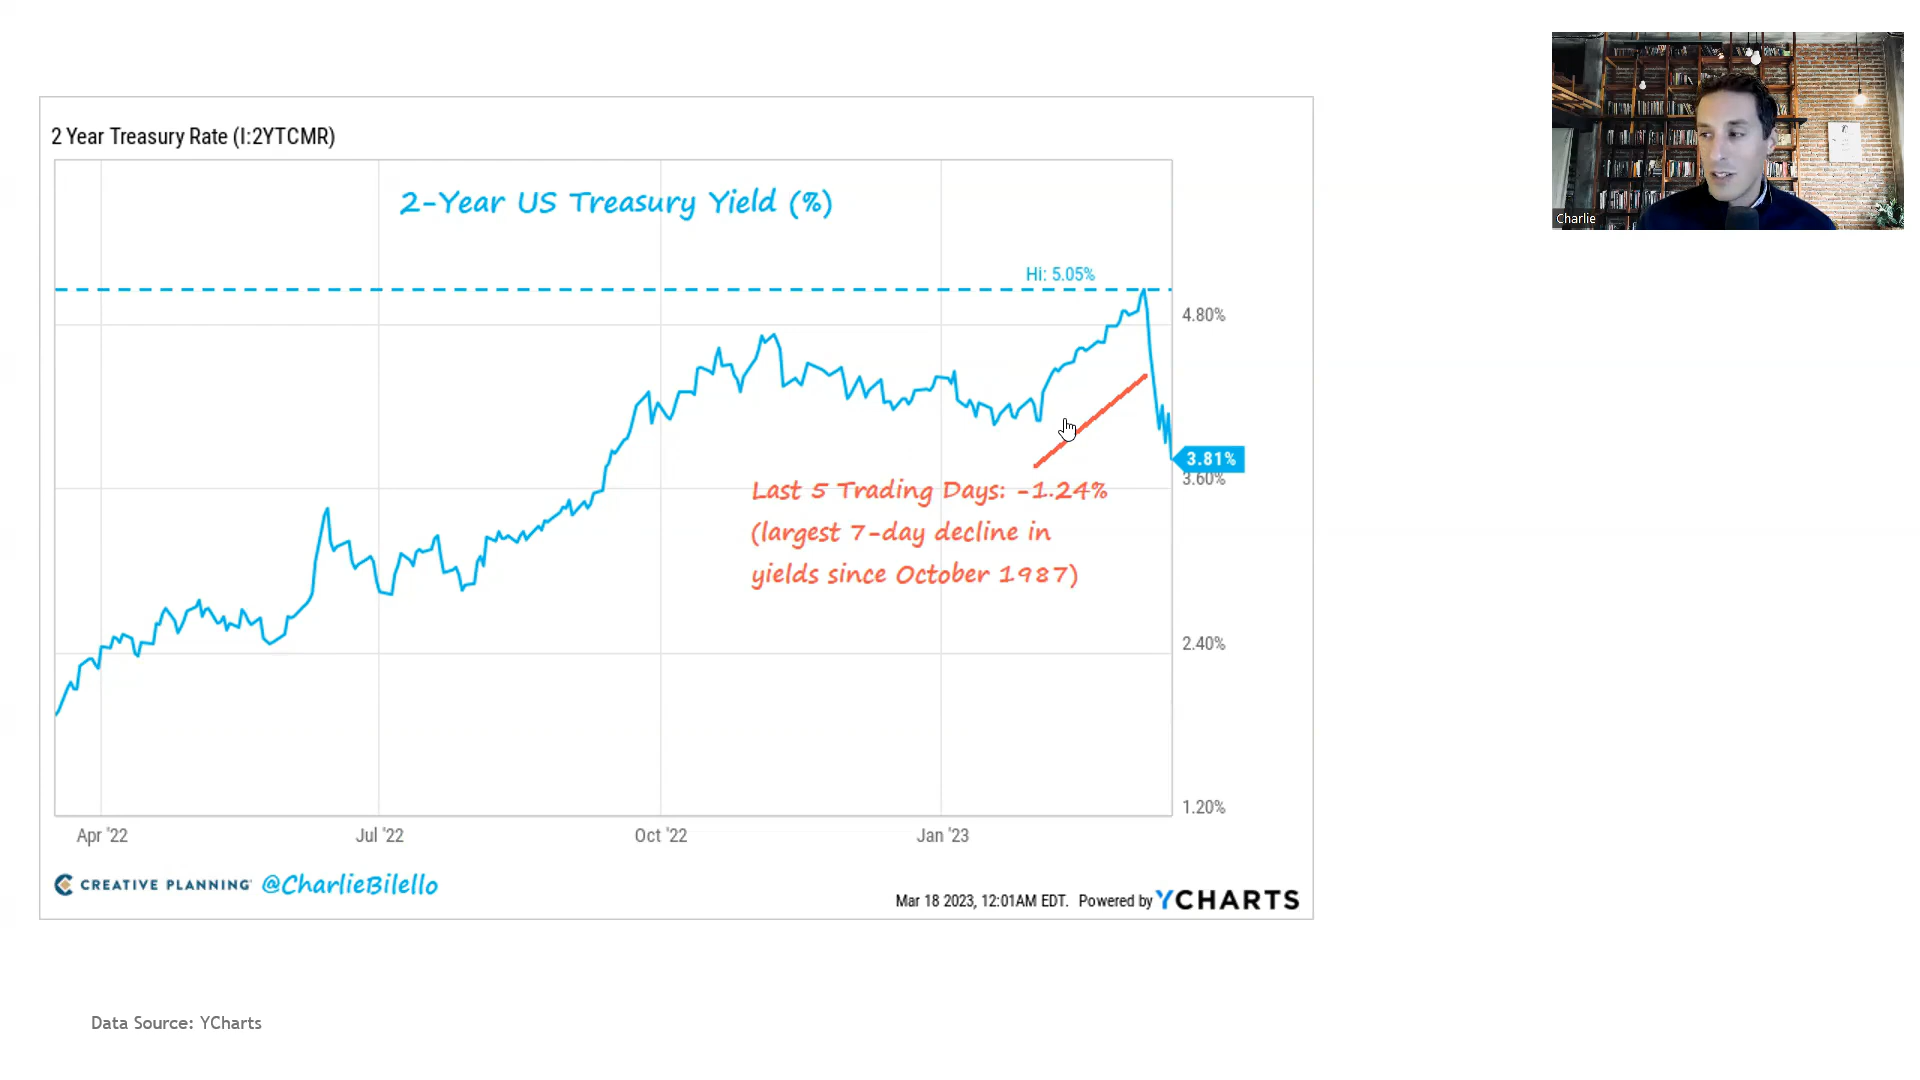 Charlie
2 Year Treasury Rate (I:2YTCMR)
2-Year US Treasury Yield (%)
Hi: 5.05%
4.80%
3.81%
3.60%
Last 5 Trading Days: -1.24%
(largest 7-day decline in
yields since October 1987)
2.40%
1.20%
Apr '22
Jul '22
Oct '22
Jan '23
CREATIVE PLANNING @CharlieBilello
Mar 18 2023, 12:01AM EDT. Powered by YCHARTS
Data Source: YCharts